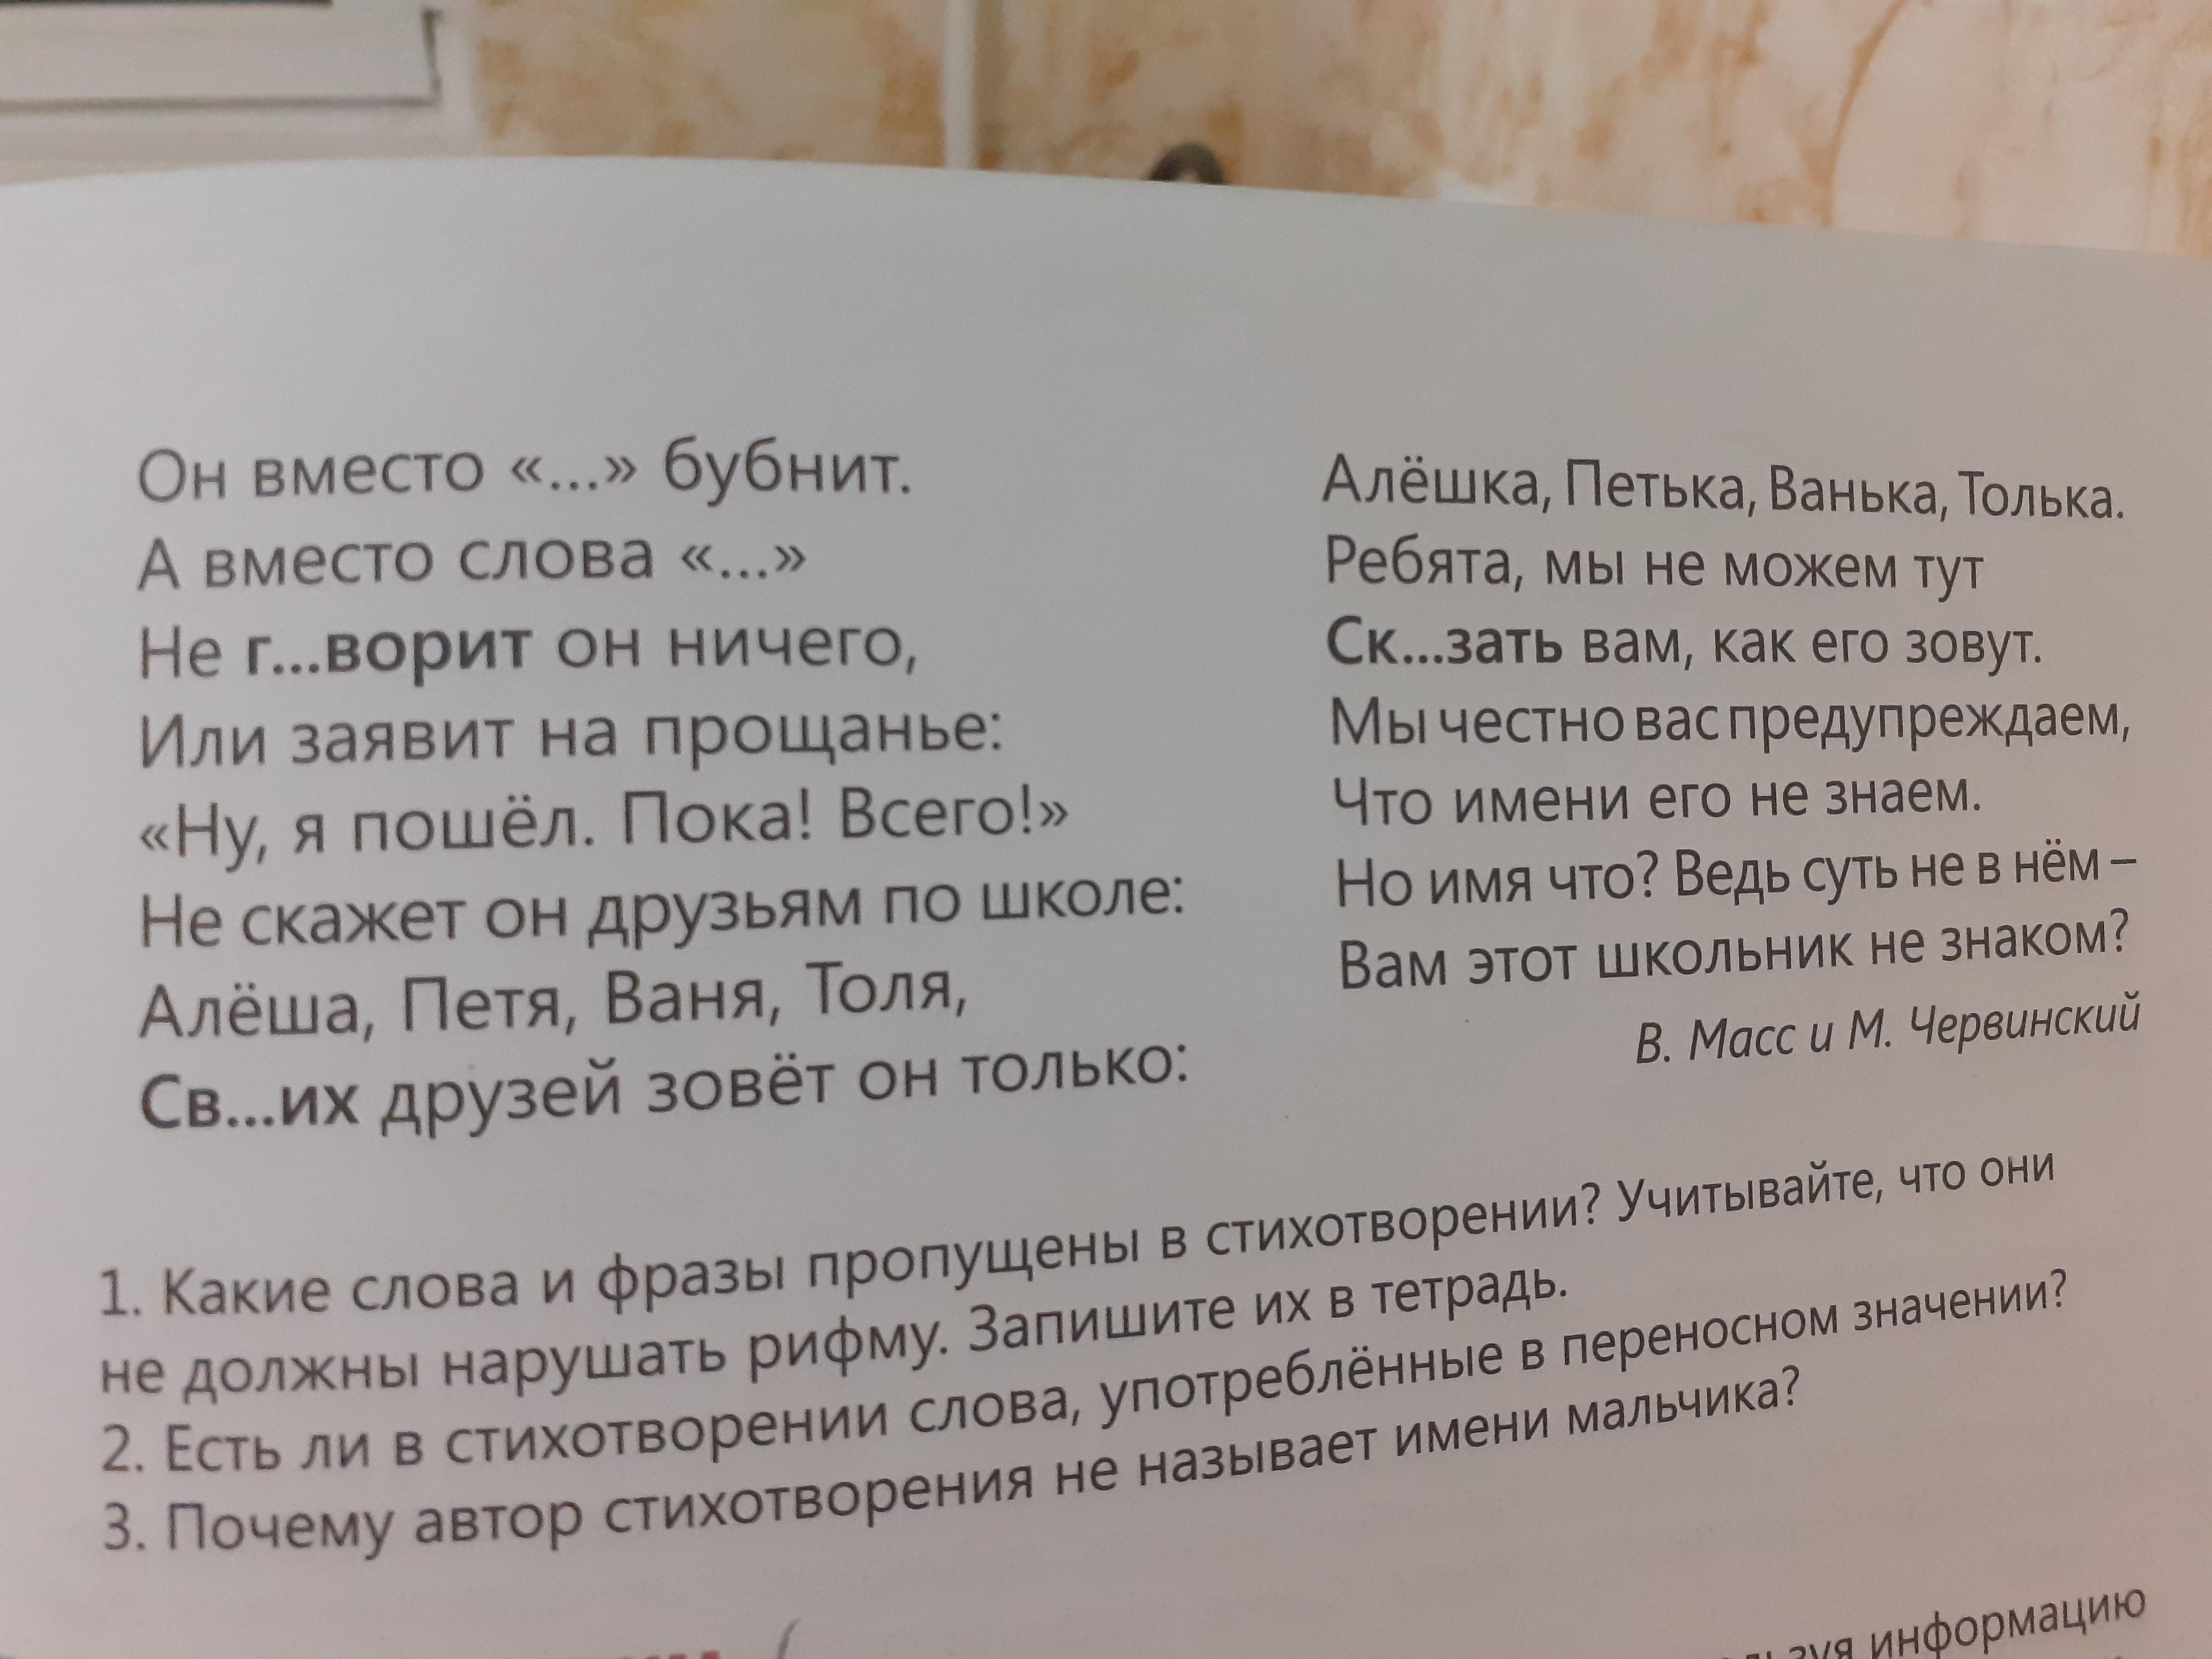 Он вместо «...» бубнит.
А вместо слова «...»
Не г...ворит он ничего,
Или заявит на прощанье:
«Ну, я пошёл. Пока! Всего!»
Не скажет он друзьям по школе:
Алёша, Петя, Ваня, Толя,
Св...их друзей зовёт он только:
Алёшка, Петька, Ванька, Толька.
Ребята, мы не можем тут
Ск...зать вам, как его зовут.
Мы честно вас предупреждаем,
Что имени его не знаем.
Но имя что? Ведь суть не в нём –
Вам этот школьник не знаком?
В. Масс и М. Червинский
1. Какие слова и фразы пропущены в стихотворении? Учитывайте, что они
не должны нарушать рифму. Запишите их в тетрадь.
2. Есть ли в стихотворении слова, употреблённые в переносном значении?
3. Почему автор стихотворения не называет имени мальчика?
информацию